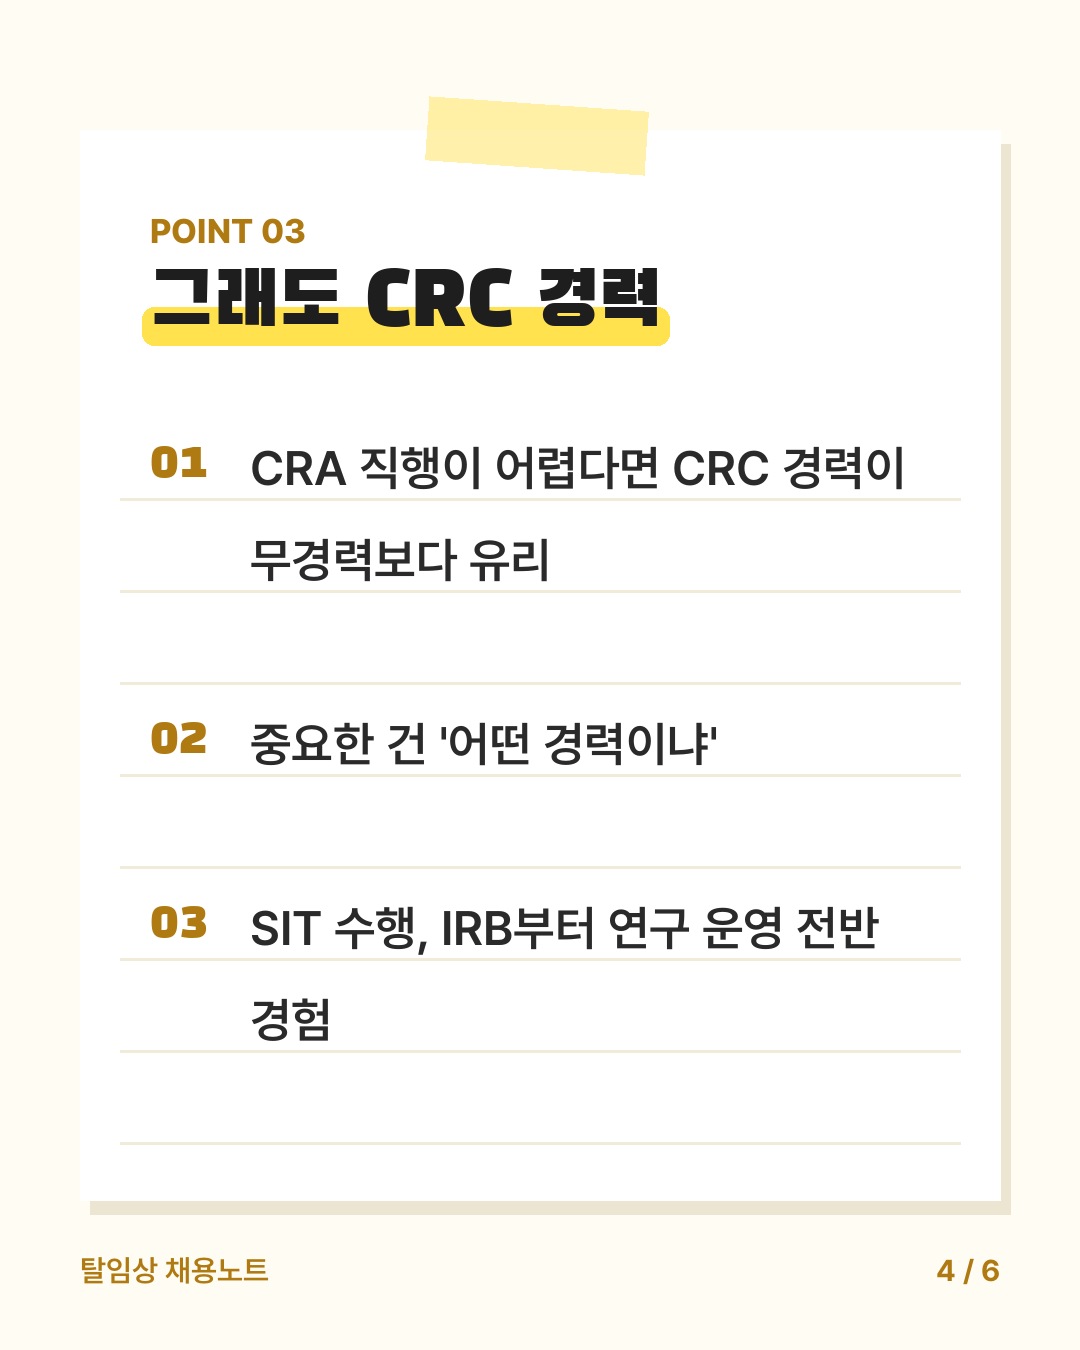 POINT 03
그래도 CRC 경력
01 CRA 직행이 어렵다면 CRC 경력이
무경력보다 유리
02 중요한 건 '어떤 경력이냐'
03 SIT 수행, IRB부터 연구 운영 전반
경험
탈임상 채용노트
4 / 6